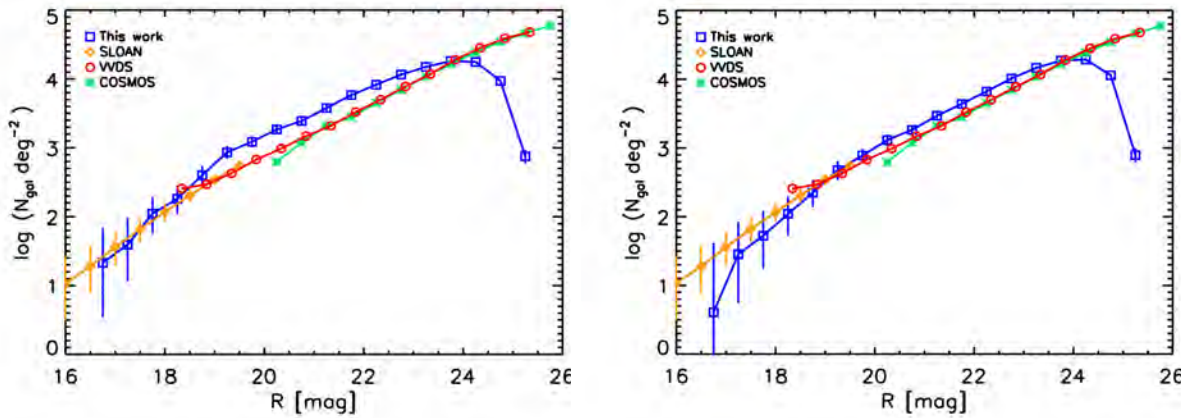 5
4
3
2
1
0
log (N_gal deg⁻²)
This work
SLOAN
VVDS
COSMOS
16 18 20 22 24 26
R [mag]
5
4
3
2
1
0
log (N_gal deg⁻²)
This work
SLOAN
VVDS
COSMOS
16 18 20 22 24 26
R [mag]